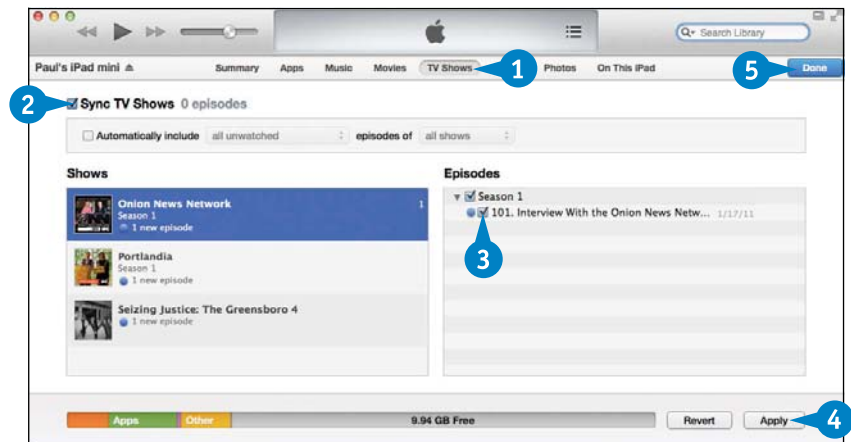 Search Library
Paul's iPad mini Summary Apps Music Movies TV Shows 1 Photos On This iPad 5 Done
2 Sync TV Shows 0 episodes
Automatically include all unwatched episodes of all shows
Shows
Onion News Network 1
Season 1
1 new episode
Portlandia
Season 1
1 new episode
Seizing Justice: The Greensboro 4
1 new episode
Episodes
Season 1
101. Interview With the Onion News Netw... 1/17/11
3
Apps Other 9.94 GB Free Revert Apply 4